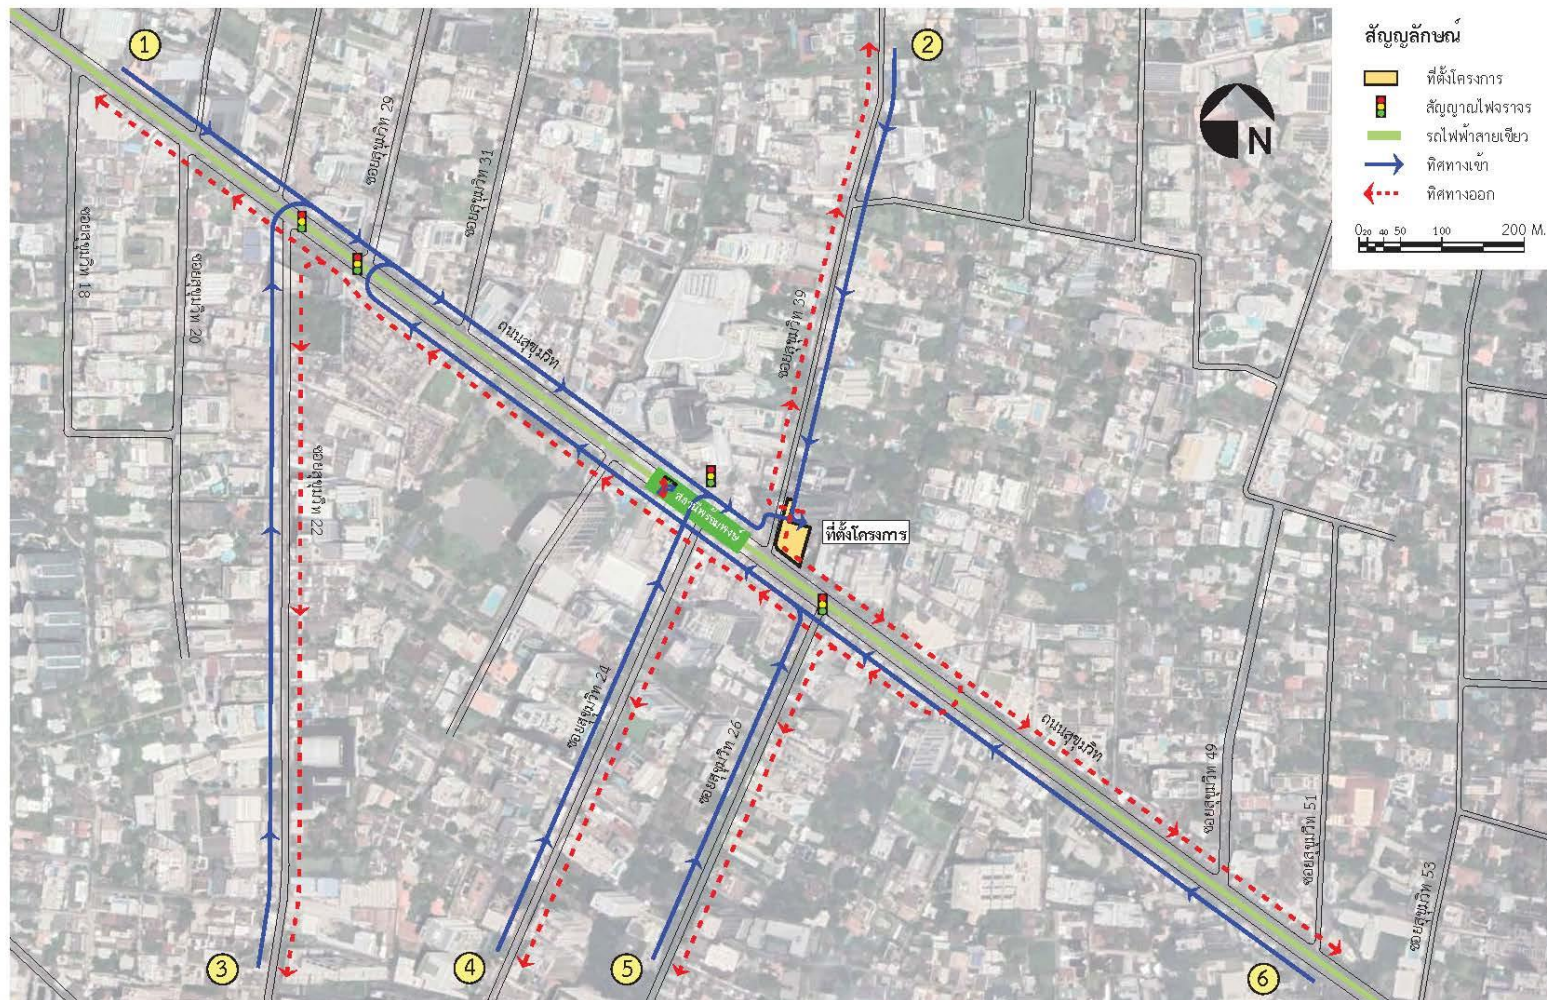 1
2
สัญญลักษณ์
ที่ตั้งโครงการ
สัญญาณไฟจราจร
รถไฟฟ้าสายเขียว
ทิศทางเข้า
ทิศทางออก
0 20 40 50 100 200 M.
N
ซอยสุขุมวิท 29
ซอยสุขุมวิท 31
ซอยสุขุมวิท 18
ซอยสุขุมวิท 20
ถนนสุขุมวิท
ซอยสุขุมวิท 39
ซอยสุขุมวิท 22
สถานีพร้อมพงษ์
ที่ตั้งโครงการ
ซอยสุขุมวิท 24
ซอยสุขุมวิท 26
ถนนสุขุมวิท
ซอยสุขุมวิท 49
ซอยสุขุมวิท 51
ซอยสุขุมวิท 53
3
4
5
6